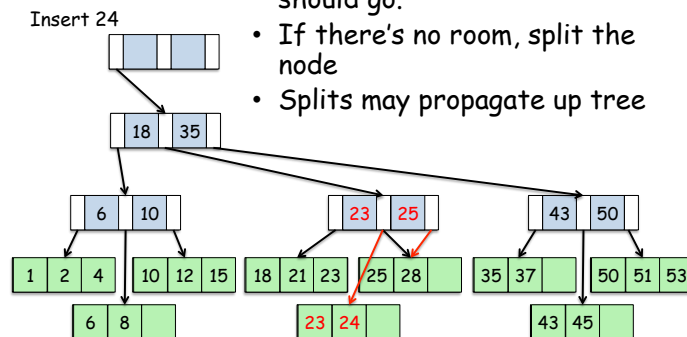 should go.
Insert 24
• If there's no room, split the
node
• Splits may propagate up tree
18 35
6 10
23 25
43 50
1 2 4
10 12 15
18 21 23
25 28
35 37
50 51 53
6 8
23 24
43 45